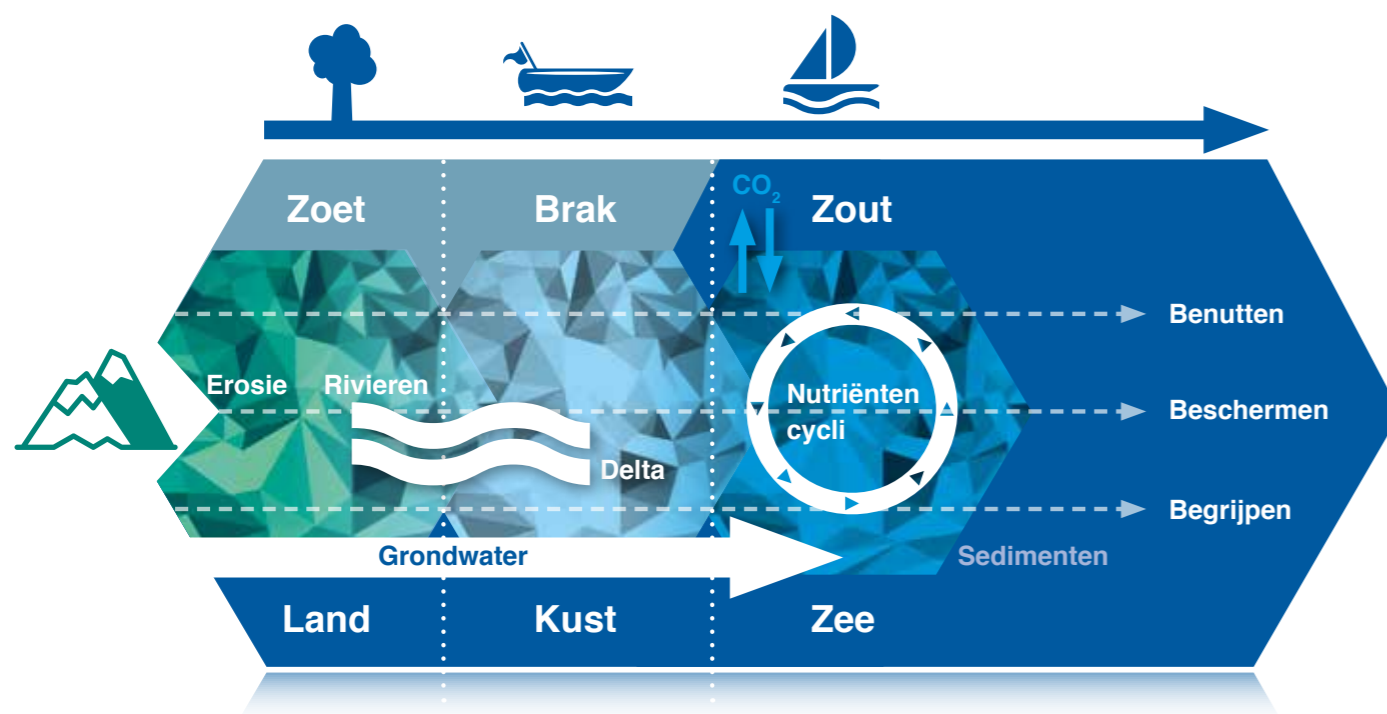 Zoet
Brak
CO₂
Zout
Benutten
Erosie
Rivieren
Nutriënten
cycli
Beschermen
Delta
Begrijpen
Grondwater
Sedimenten
Land
Kust
Zee